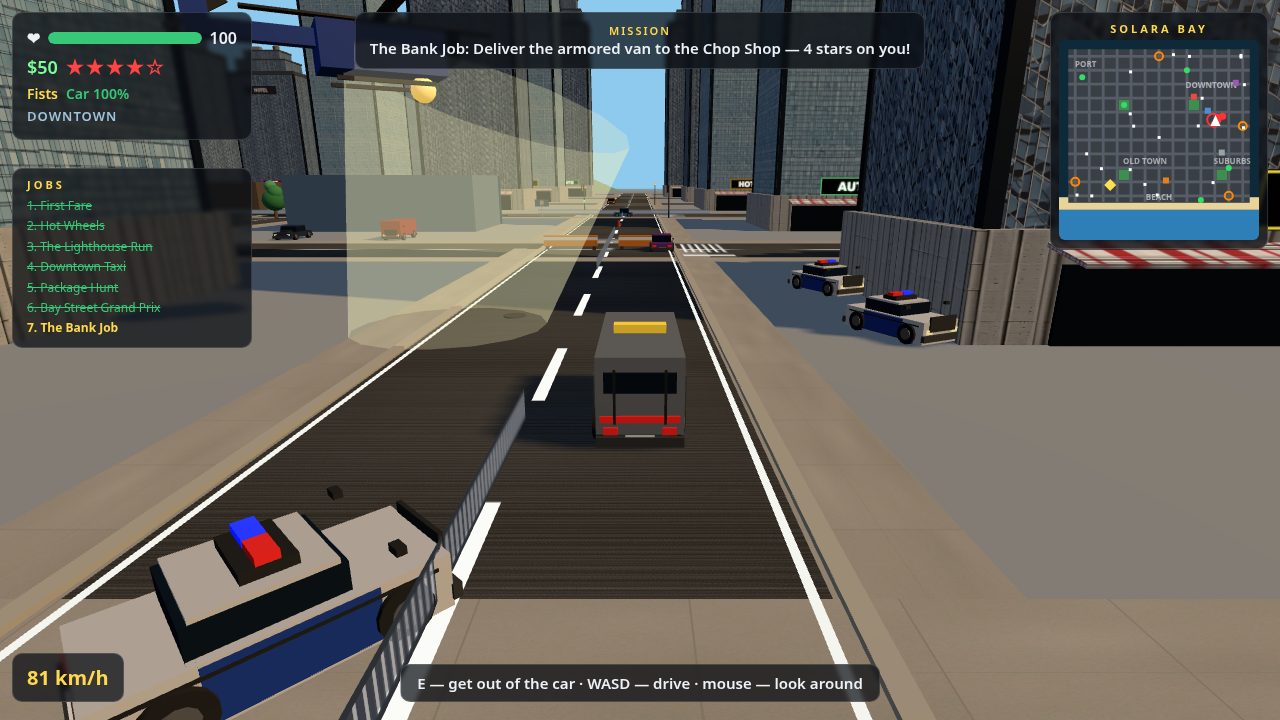 100
$50 ★★★★☆
Fists Car 100%
DOWNTOWN
JOBS
1. First Fare
2. Hot Wheels
3. The Lighthouse Run
4. Downtown Taxi
5. Package Hunt
6. Bay Street Grand Prix
7. The Bank Job
MISSION
The Bank Job: Deliver the armored van to the Chop Shop — 4 stars on you!
SOLARA BAY
PORT
DOWNTOWN
OLD TOWN
SUBURBS
BEACH
HOTEL
HOT
AUT
81 km/h
E — get out of the car · WASD — drive · mouse — look around